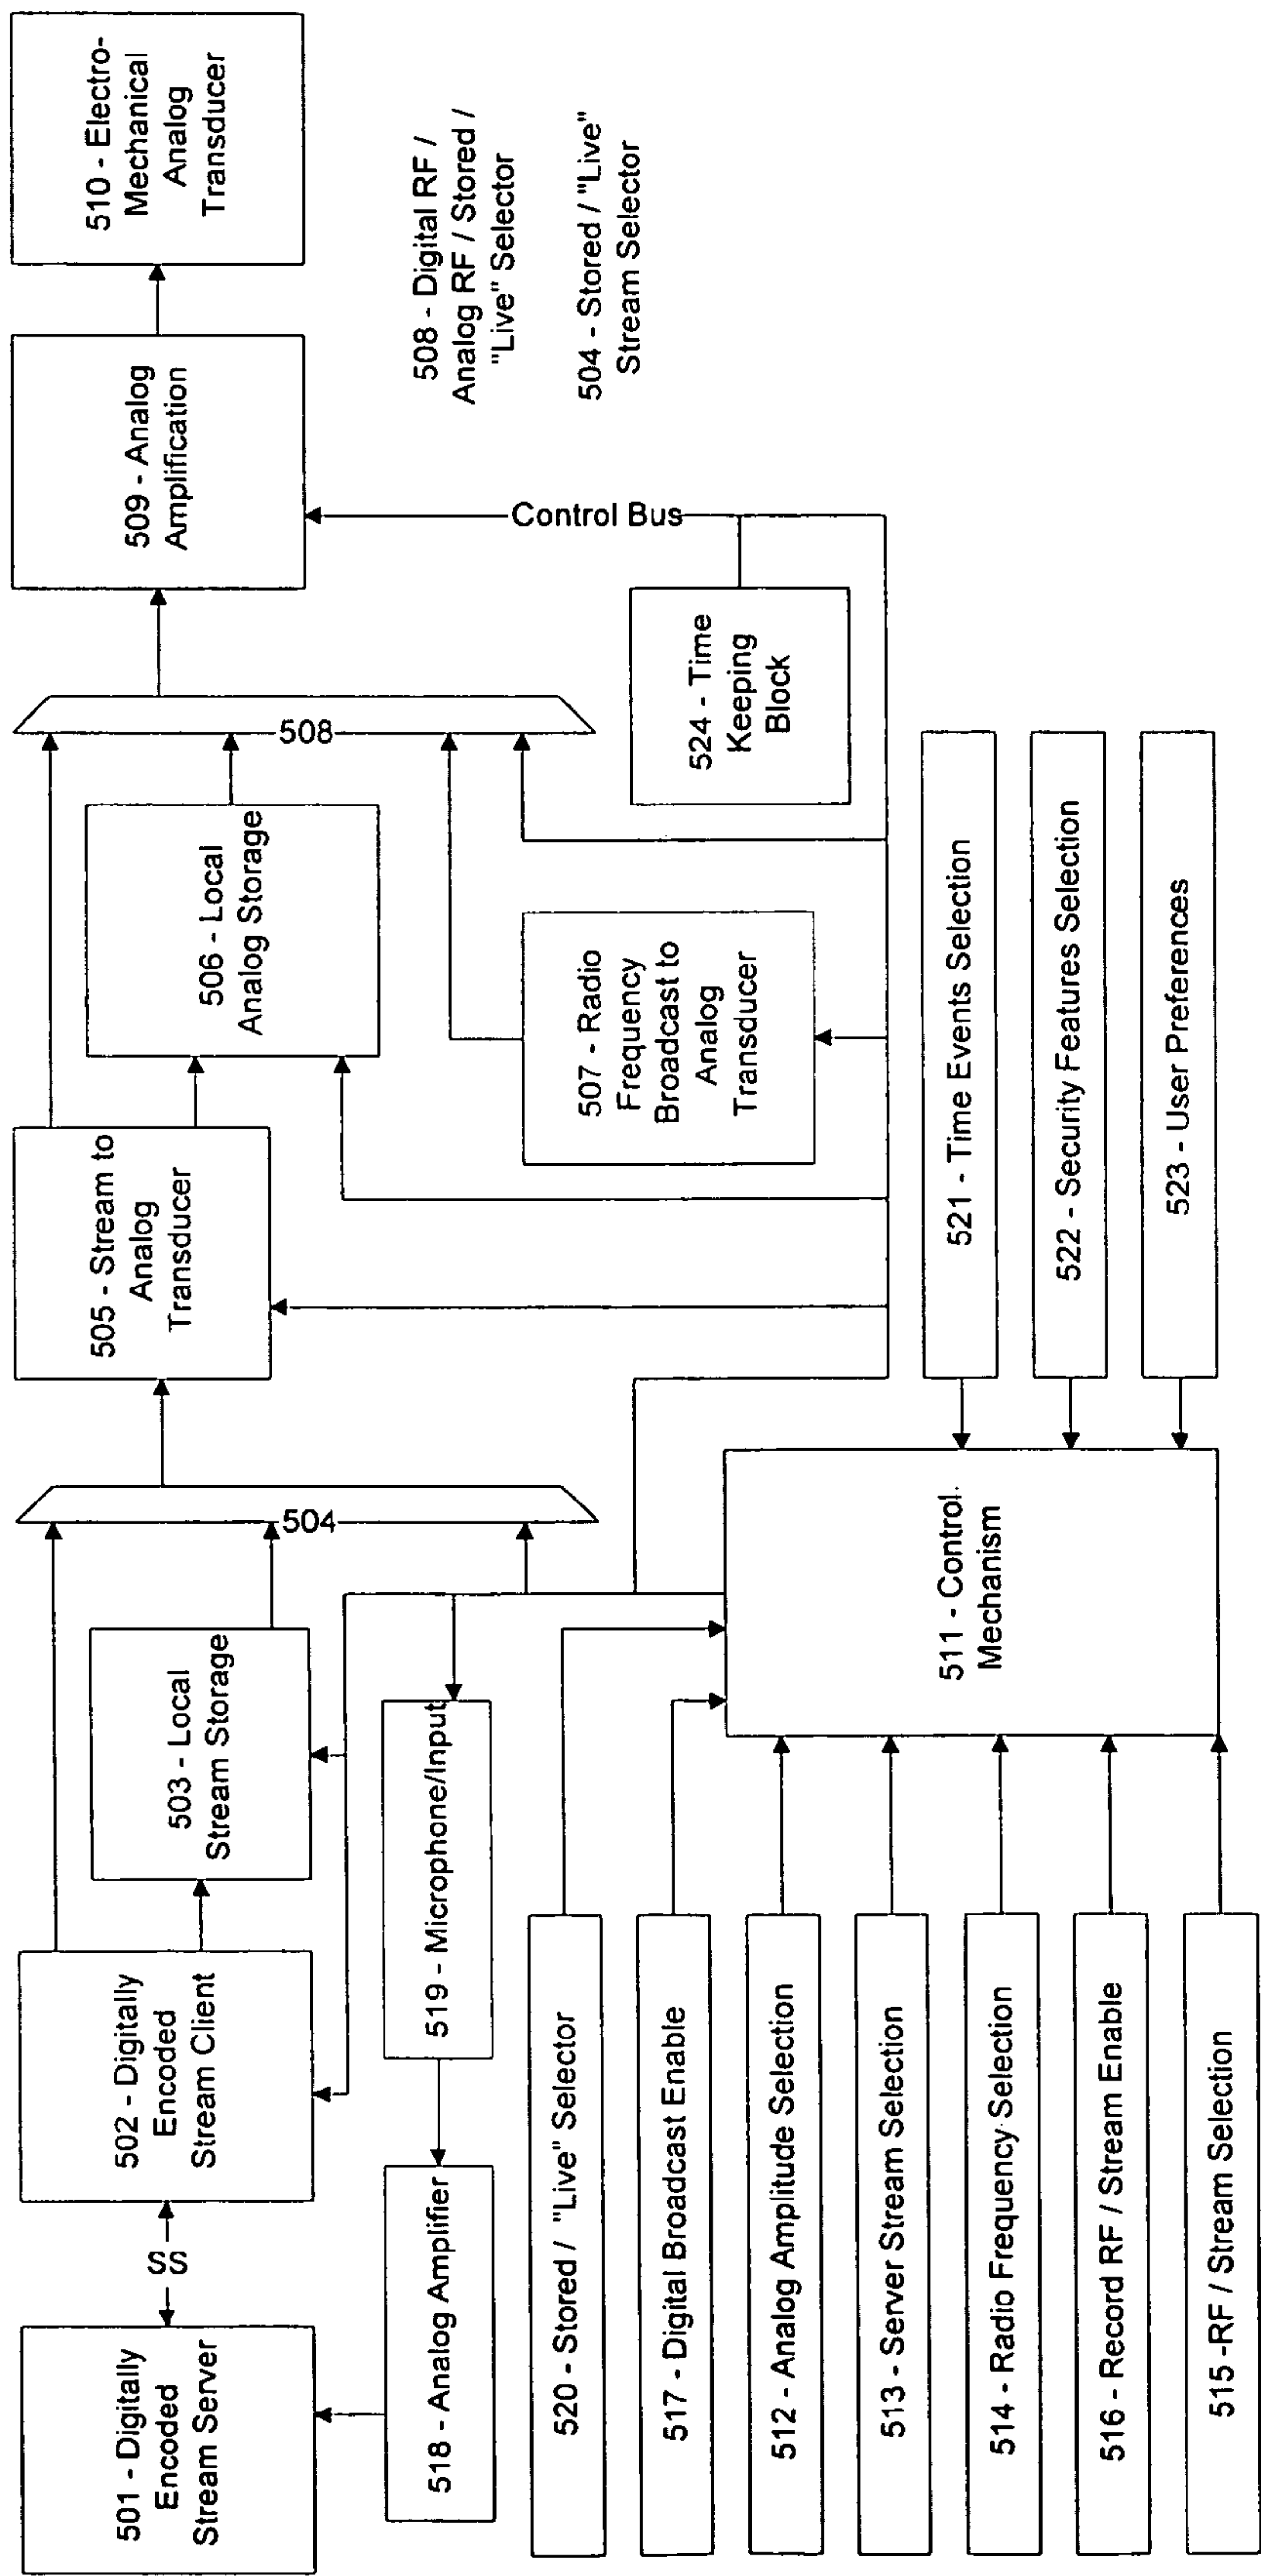 501 - Digitally
Encoded
Stream Server
SS
502 - Digitally
Encoded
Stream Client
503 - Local
Stream Storage
504
505 - Stream to
Analog
Transducer
506 - Local
Analog Storage
508
509 - Analog
Amplification
510 - Electro-
Mechanical
Analog
Transducer
518 - Analog Amplifier
519 - Microphone/Input
507 - Radio
Frequency
Broadcast to
Analog
Transducer
Control Bus
524 - Time
Keeping
Block
508 - Digital RF /
Analog RF / Stored /
"Live" Selector
504 - Stored / "Live"
Stream Selector
520 - Stored / "Live" Selector
517 - Digital Broadcast Enable
512 - Analog Amplitude Selection
513 - Server Stream Selection
514 - Radio Frequency Selection
516 - Record RF / Stream Enable
515 -RF / Stream Selection
511 - Control
Mechanism
521 - Time Events Selection
522 - Security Features Selection
523 - User Preferences